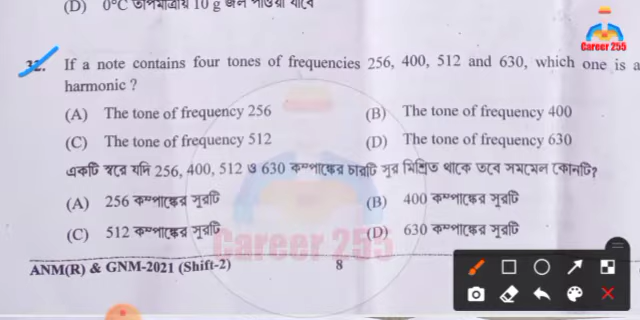 (D) 0°C তাপমাত্রায় 10 g জল পাওয়া যাবে
Career 255
32. If a note contains four tones of frequencies 256, 400, 512 and 630, which one is a
harmonic ?
(A) The tone of frequency 256 (B) The tone of frequency 400
(C) The tone of frequency 512 (D) The tone of frequency 630
একটি স্বরে যদি 256, 400, 512 ও 630 কম্পাঙ্কের চারটি সুর মিশ্রিত থাকে তবে সমমেল কোনটি?
(A) 256 কম্পাঙ্কের সুরটি (B) 400 কম্পাঙ্কের সুরটি
(C) 512 কম্পাঙ্কের সুরটি (D) 630 কম্পাঙ্কের সুরটি
Career 255
ANM(R) & GNM-2021 (Shift-2) 8